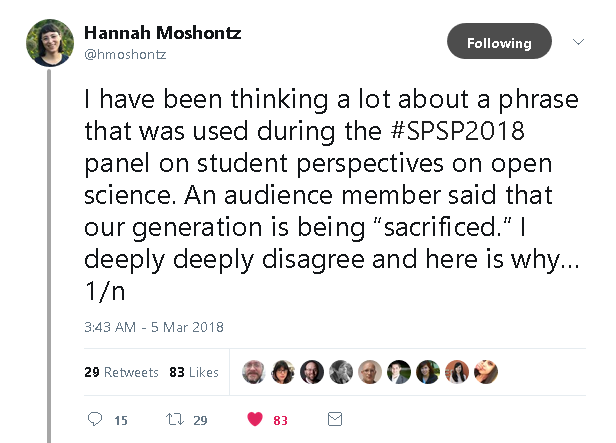 Hannah Moshontz
@hmoshontz
Following
I have been thinking a lot about a phrase
that was used during the #SPSP2018
panel on student perspectives on open
science. An audience member said that
our generation is being “sacrificed.” I
deeply deeply disagree and here is why...
1/n
3:43 AM - 5 Mar 2018
29 Retweets 83 Likes
15 29 83